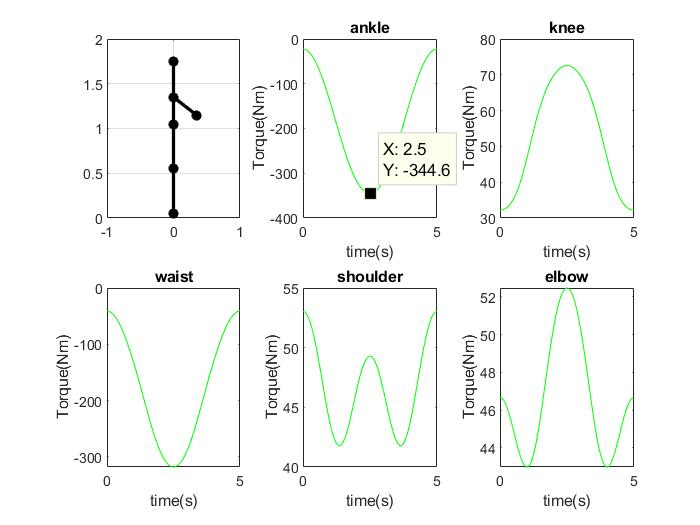 2
1.5
1
0.5
0
-1 0 1
ankle
Torque(Nm)
0
-100
-200
-300
-400
X: 2.5
Y: -344.6
0 5
time(s)
knee
Torque(Nm)
80
70
60
50
40
30
0 5
time(s)
waist
Torque(Nm)
0
-100
-200
-300
0 5
time(s)
shoulder
Torque(Nm)
55
50
45
40
0 5
time(s)
elbow
Torque(Nm)
52
50
48
46
44
0 5
time(s)